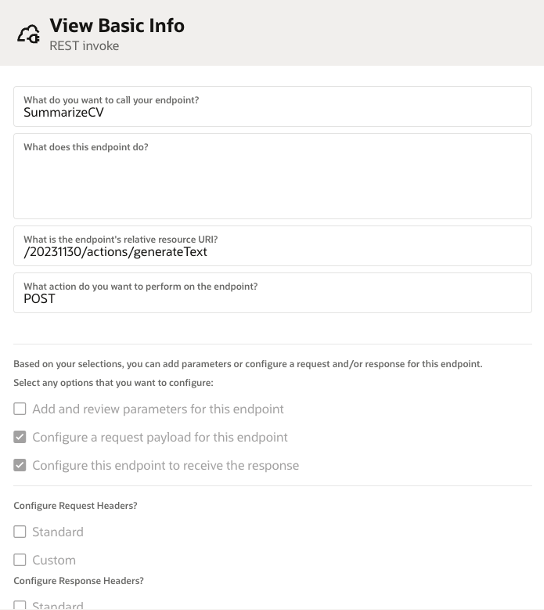 View Basic Info
REST invoke
What do you want to call your endpoint?
SummarizeCV
What does this endpoint do?
What is the endpoint's relative resource URI?
/20231130/actions/generateText
What action do you want to perform on the endpoint?
POST
Based on your selections, you can add parameters or configure a request and/or response for this endpoint.
Select any options that you want to configure:
Add and review parameters for this endpoint
Configure a request payload for this endpoint
Configure this endpoint to receive the response
Configure Request Headers?
Standard
Custom
Configure Response Headers?
Standard